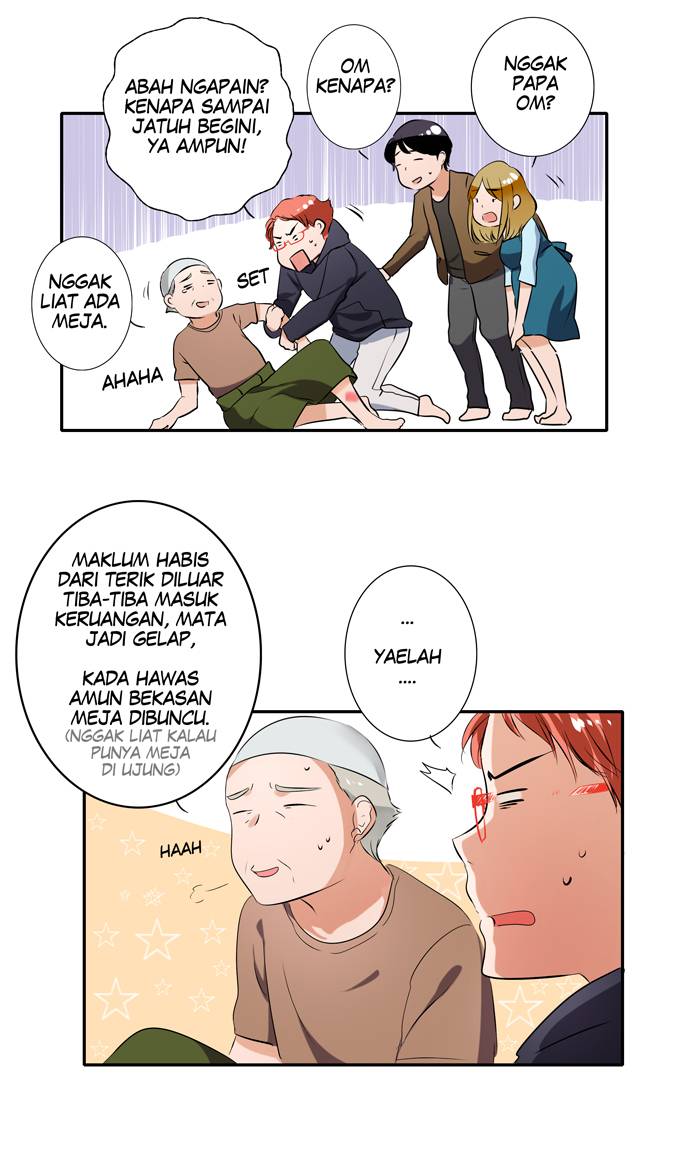 ABAH NGAPAIN?
KENAPA SAMPAI
JATUH BEGINI,
YA AMPUN!
OM
KENAPA?
NGGAK
PAPA
OM?
NGGAK
LIAT ADA
MEJA.
SET
AHAHA
MAKLUM HABIS
DARI TERIK DILUAR
TIBA-TIBA MASUK
KERUANGAN, MATA
JADI GELAP,
KADA HAWAS
AMUN BEKASAN
MEJA DIBUNCU.
(NGGAK LIAT KALAU
PUNYA MEJA
DI UJUNG)
...
YAELAH
....
HAAH